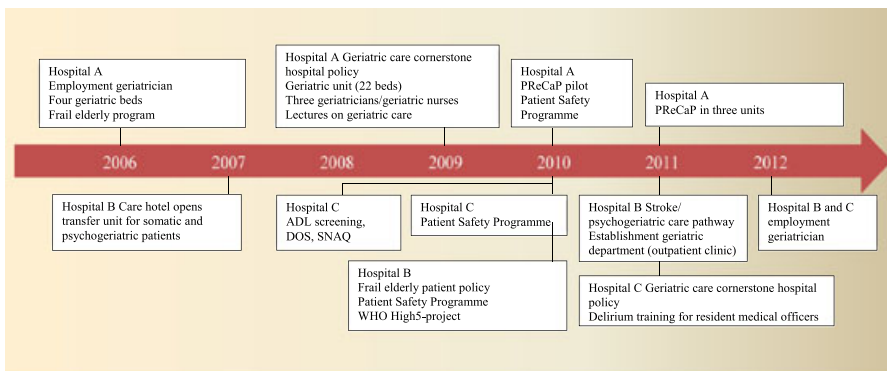 Hospital A
Employment geriatrician
Four geriatric beds
Frail elderly program
Hospital A Geriatric care cornerstone
hospital policy
Geriatric unit (22 beds)
Three geriatricians/geriatric nurses
Lectures on geriatric care
Hospital A
PReCaP pilot
Patient Safety
Programme
Hospital A
PReCaP in three units
2006
2007
2008
2009
2010
2011
2012
Hospital B Care hotel opens
transfer unit for somatic and
psychogeriatric patients
Hospital C
ADL screening,
DOS, SNAQ
Hospital C
Patient Safety Programme
Hospital B
Frail elderly patient policy
Patient Safety Programme
WHO High5-project
Hospital B Stroke/
psychogeriatric care pathway
Establishment geriatric
department (outpatient clinic)
Hospital C Geriatric care cornerstone hospital
policy
Delirium training for resident medical officers
Hospital B and C
employment
geriatrician